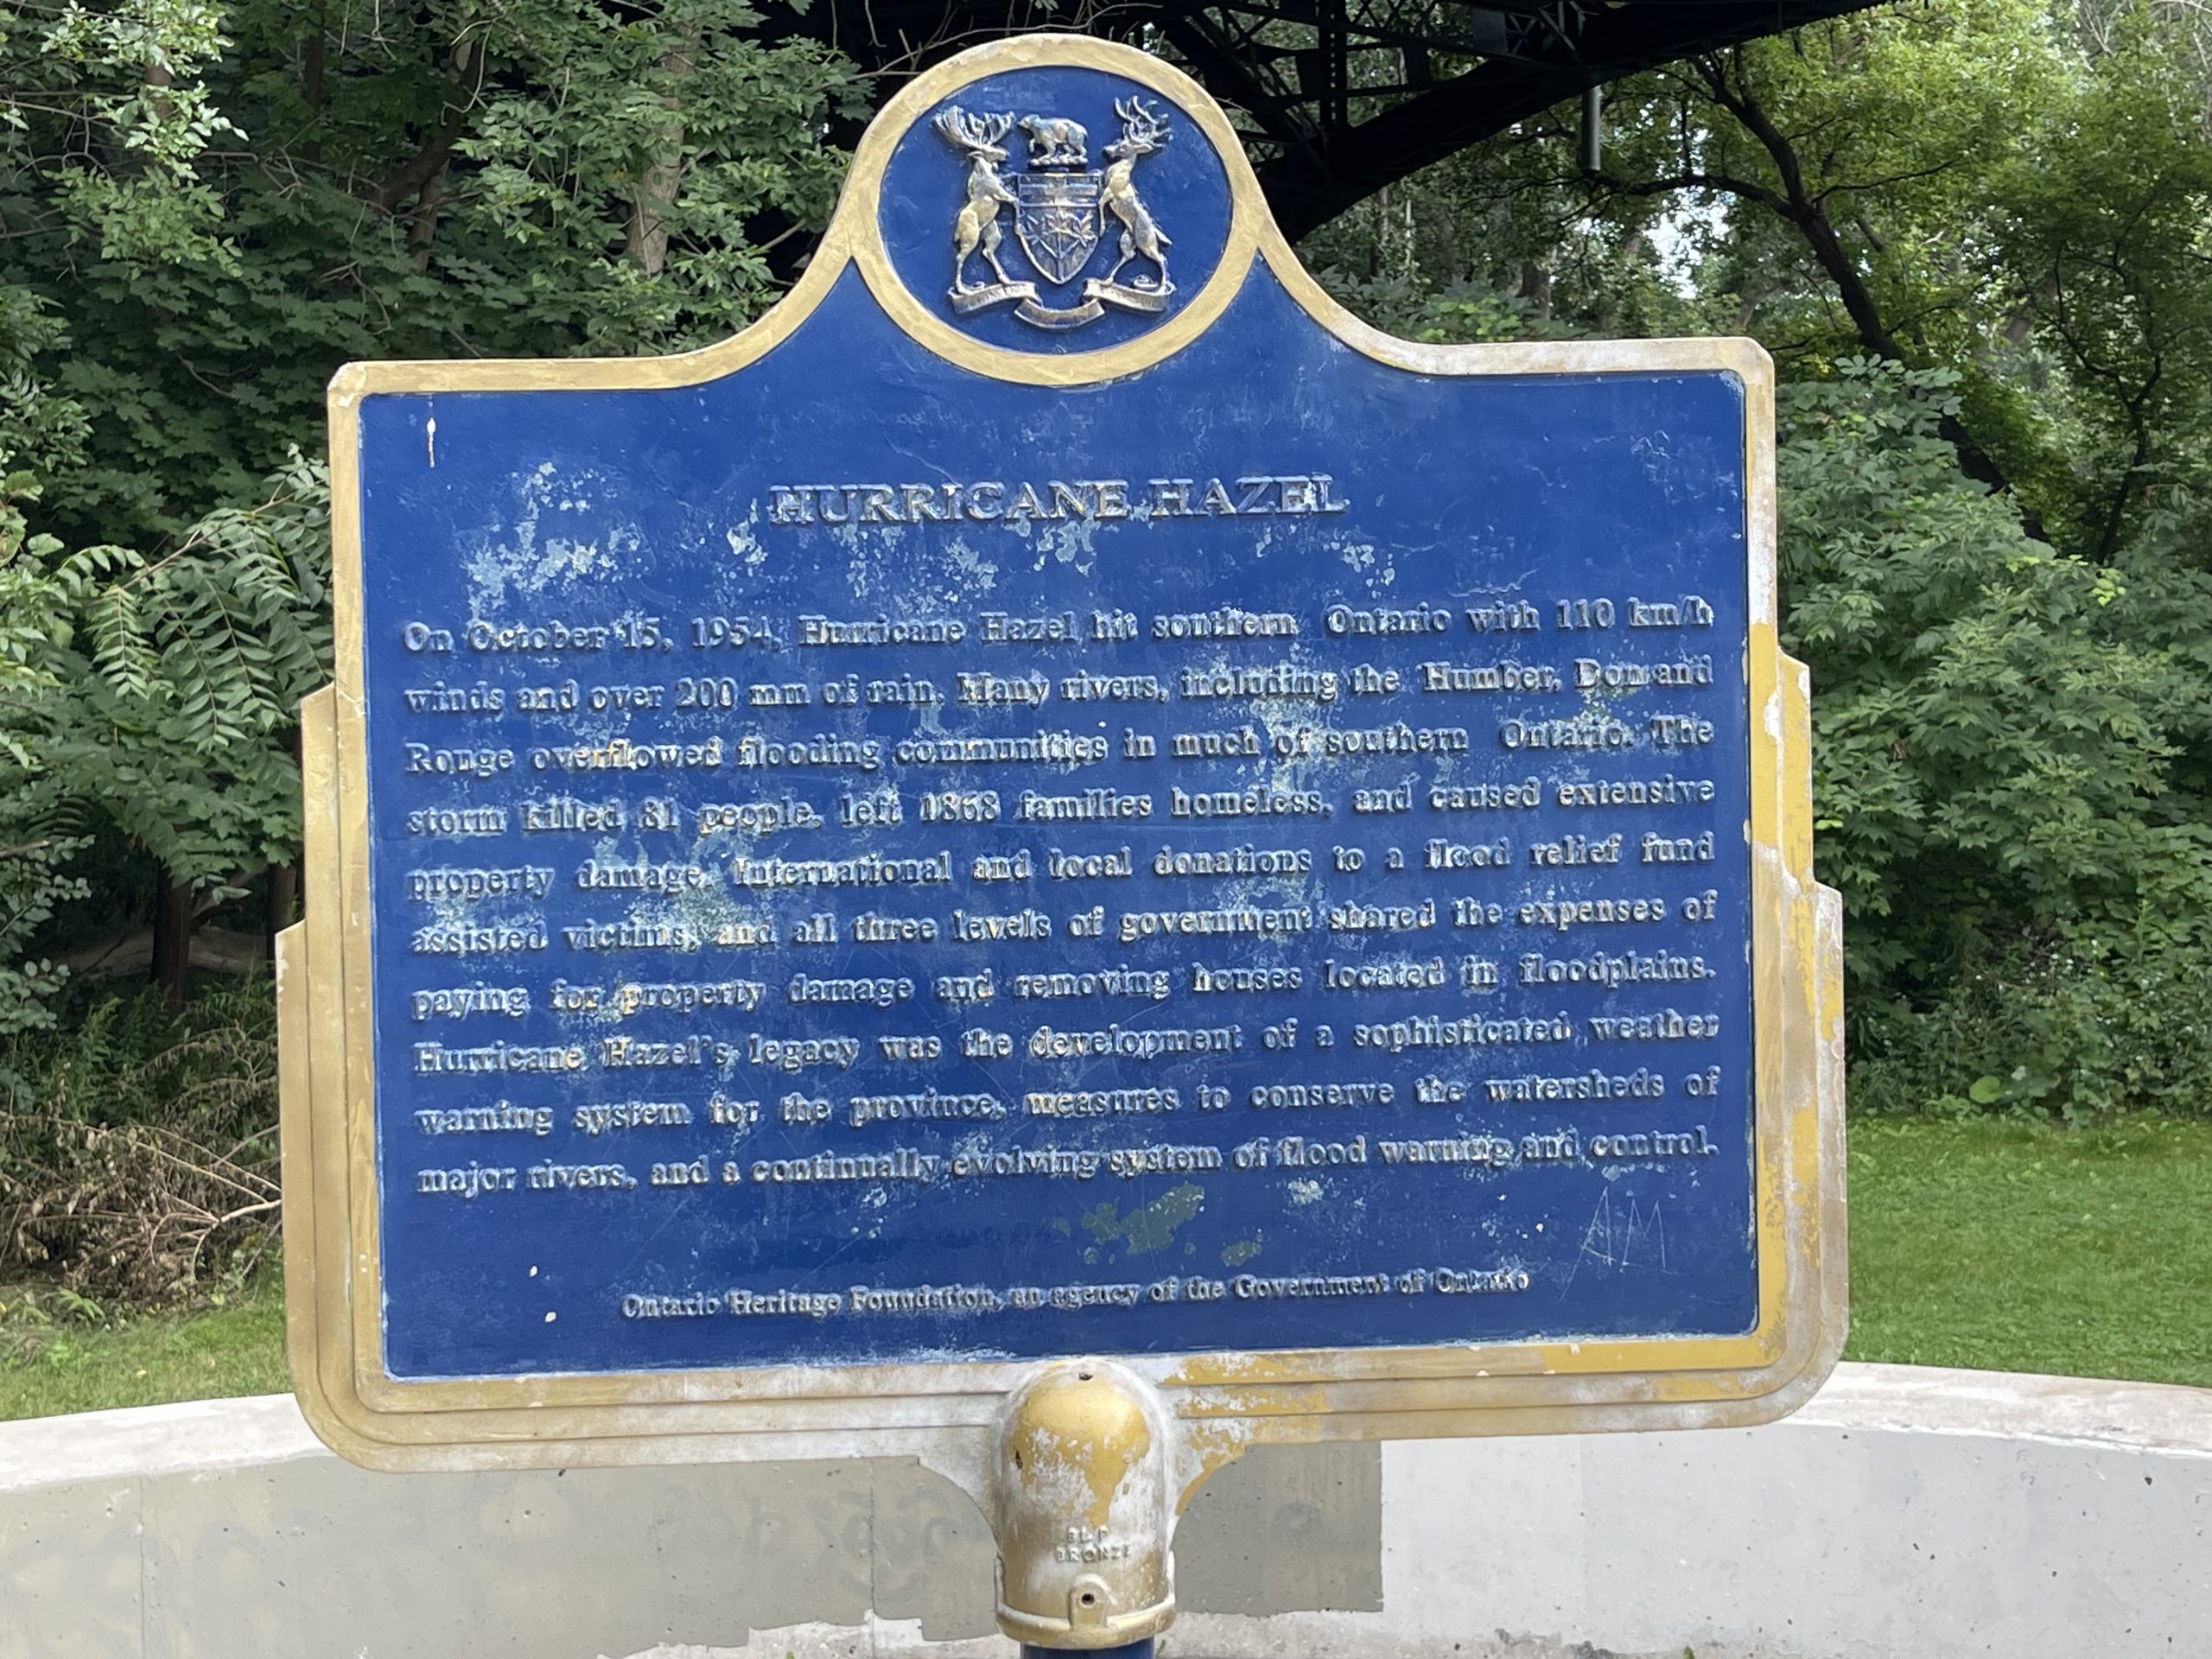 HURRICANE HAZEL
On October 15, 1954, Hurricane Hazel hit southern Ontario with 110 km/h
winds and over 200 mm of rain. Many rivers, including the Humber, Don and
Rouge overflowed flooding communities in much of southern Ontario. The
storm killed 81 people, left 1868 families homeless, and caused extensive
property damage. International and local donations to a flood relief fund
assisted victims, and all three levels of government shared the expenses of
paying for property damage and removing houses located in floodplains.
Hurricane Hazel's legacy was the development of a sophisticated weather
warning system for the province, measures to conserve the watersheds of
major rivers, and a continually evolving system of flood warning and control.
AM
Ontario Heritage Foundation, an agency of the Government of Ontario
BRONZE